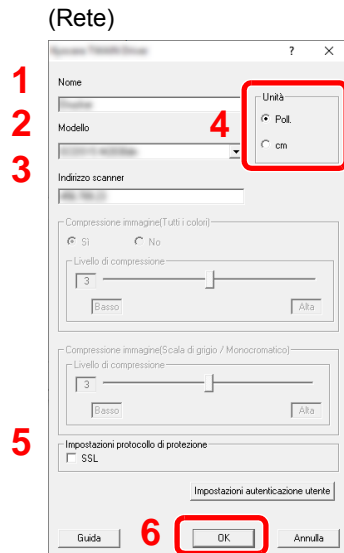 (Rete)
? ×
1
Nome
2
Modello
3
Indirizzo scanner
4
Unità
Poll.
cm
Compressione immagine(Tutti i colori)
Sì No
Livello di compressione
3
Basso Alta
Compressione immagine(Scala di grigio / Monocromatico)
Livello di compressione
3
Basso Alta
5
Impostazioni protocollo di protezione
SSL
Impostazioni autenticazione utente
Guida 6 OK Annulla